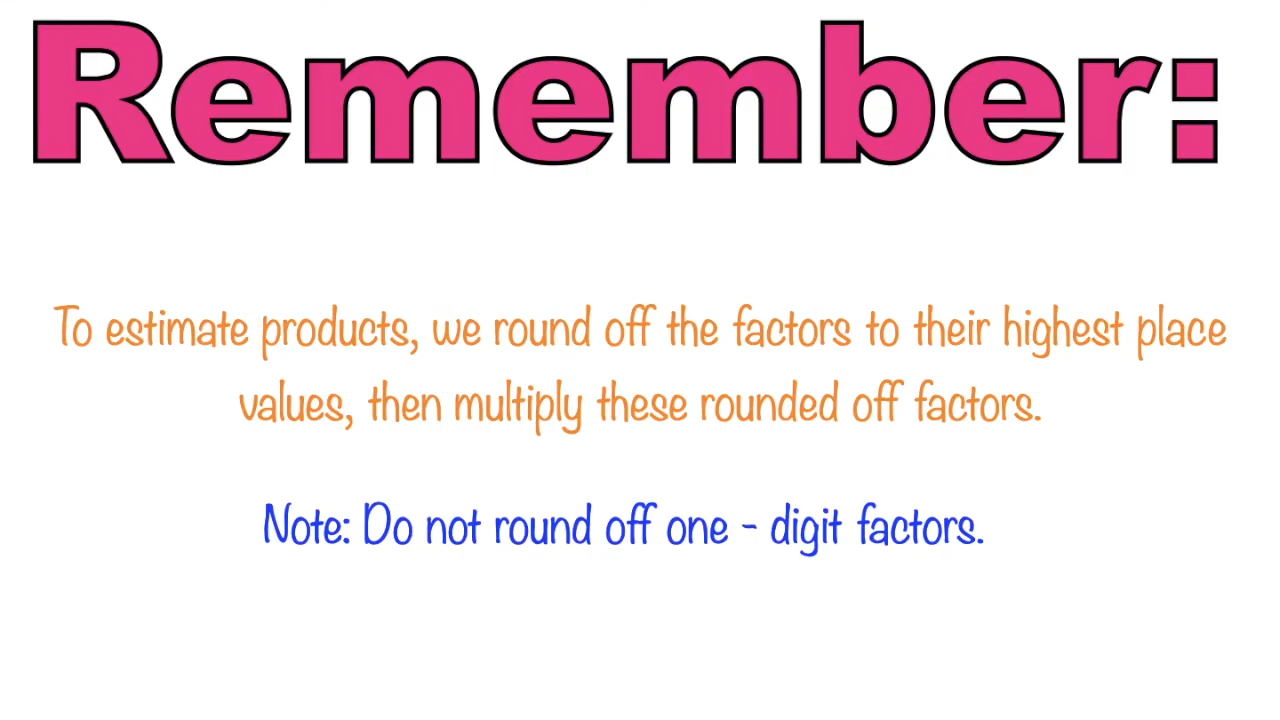 Remember:
To estimate products, we round off the factors to their highest place
values, then multiply these rounded off factors.
Note: Do not round off one - digit factors.